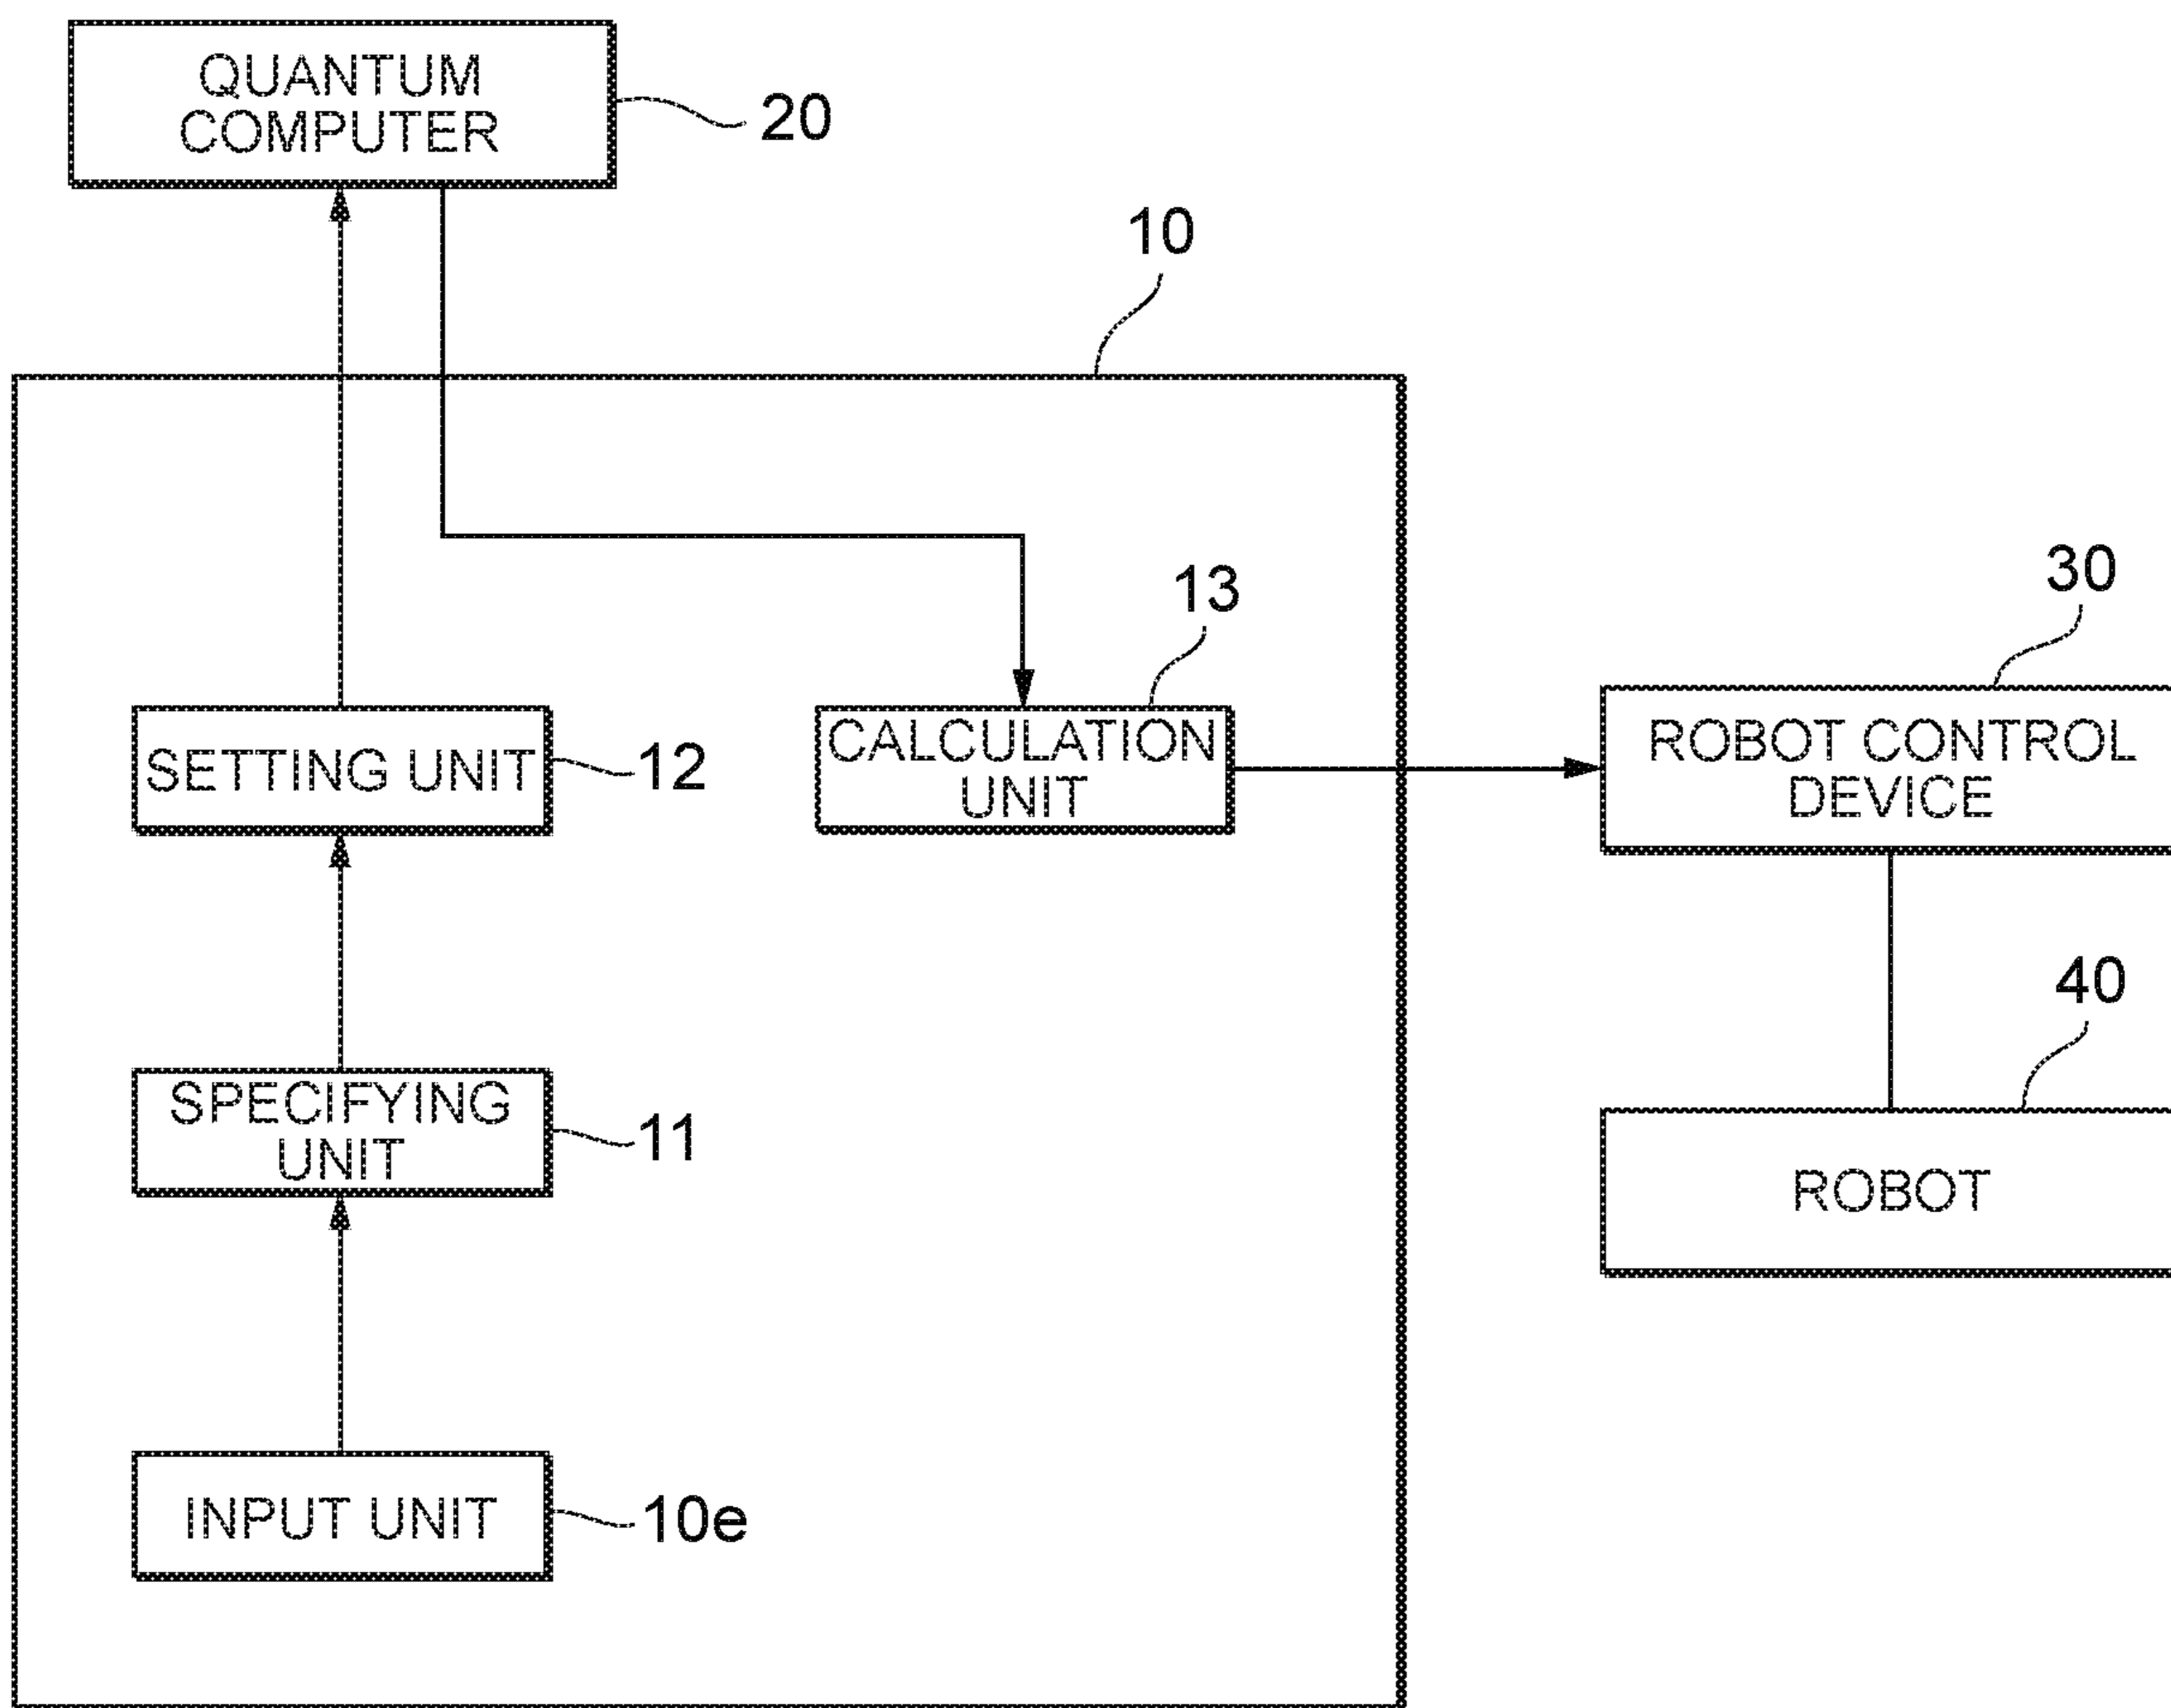 QUANTUM
COMPUTER
20
10
13
30
SETTING UNIT
12
CALCULATION
UNIT
ROBOT CONTROL
DEVICE
40
SPECIFYING
UNIT
11
ROBOT
INPUT UNIT
10e